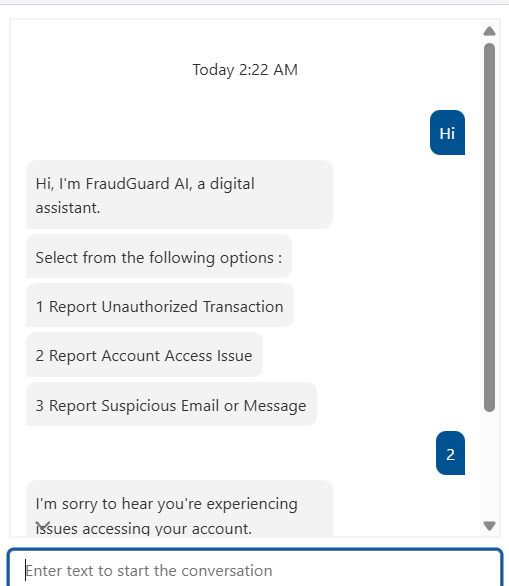 Today 2:22 AM
Hi
Hi, I'm FraudGuard AI, a digital
assistant.
Select from the following options :
1 Report Unauthorized Transaction
2 Report Account Access Issue
3 Report Suspicious Email or Message
2
I'm sorry to hear you're experiencing
issues accessing your account.
Enter text to start the conversation